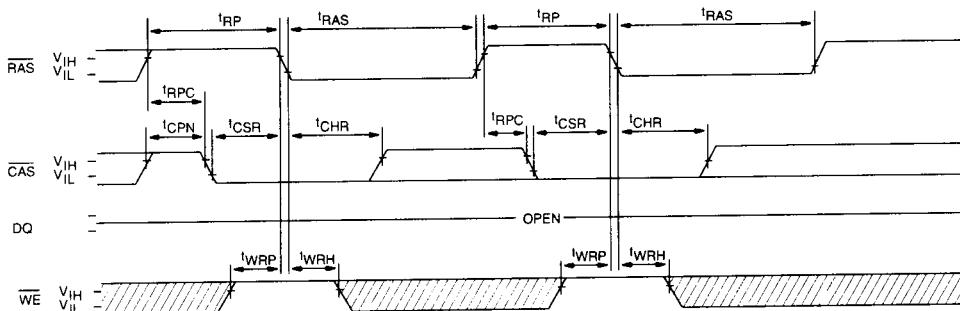 tRP tRAS tRP tRAS
RAS VIH
VIL
tRPC tRPC
tCPN tCSR tCHR tCSR tCHR
CAS VIH
VIL
DQ OPEN
tWRP tWRH tWRP tWRH
WE VIH
VIL